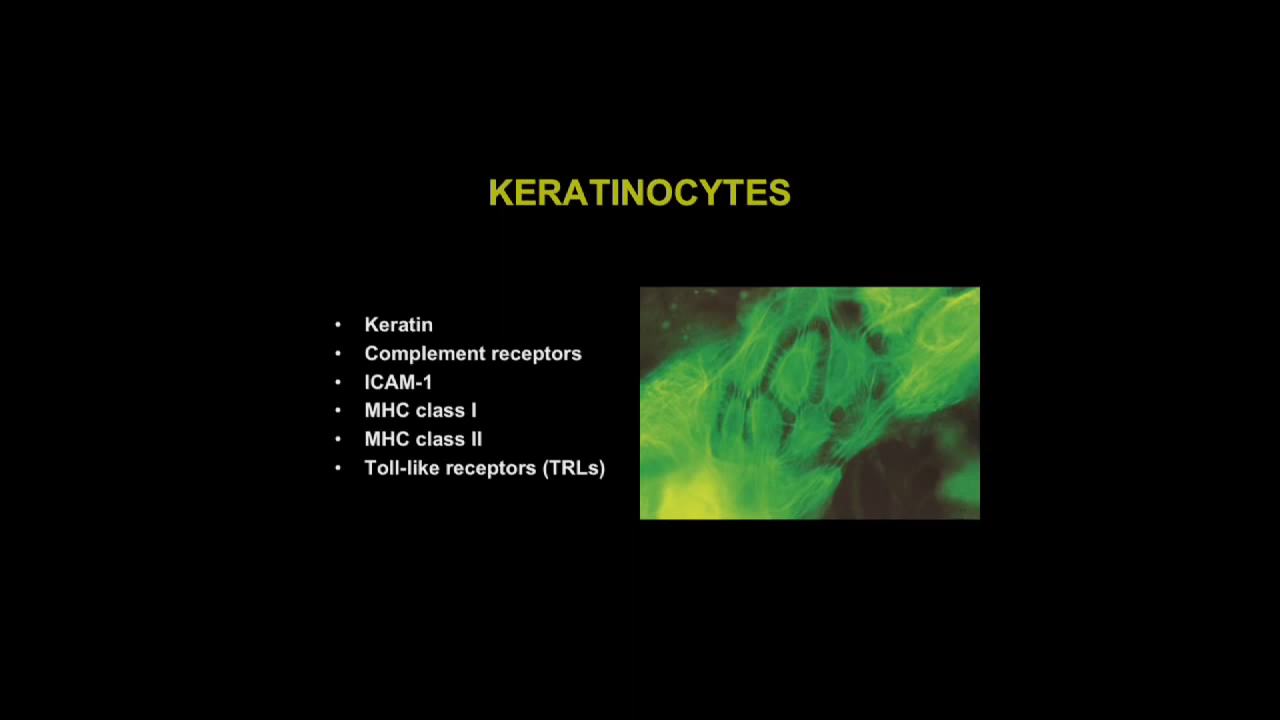 KERATINOCYTES
• Keratin
• Complement receptors
• ICAM-1
• MHC class I
• MHC class II
• Toll-like receptors (TRLs)